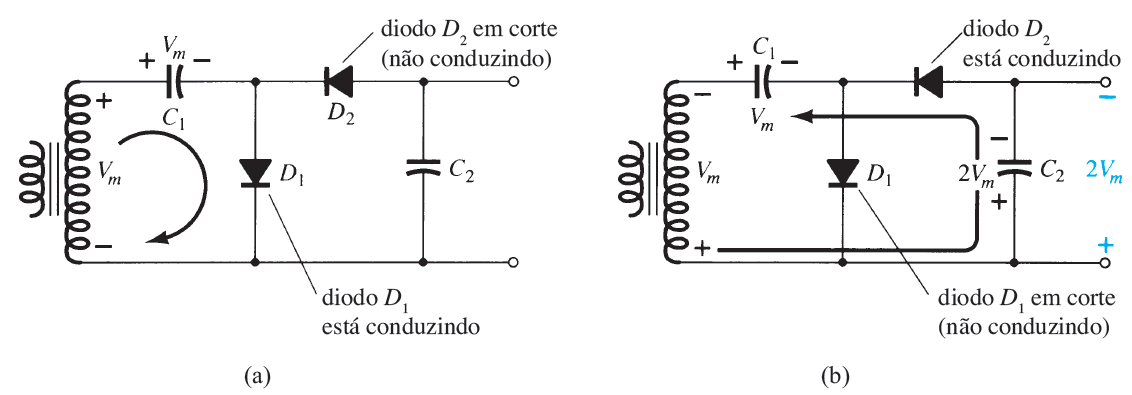 diodo D2 em corte
(não conduzindo)
+ Vm −
C1
D2
+
Vm
−
D1
C2
diodo D1
está conduzindo
(a)
diodo D2
está conduzindo
+ C1 −
Vm
−
Vm
+
D1
2Vm
−
+
C2
−
2Vm
+
diodo D1 em corte
(não conduzindo)
(b)